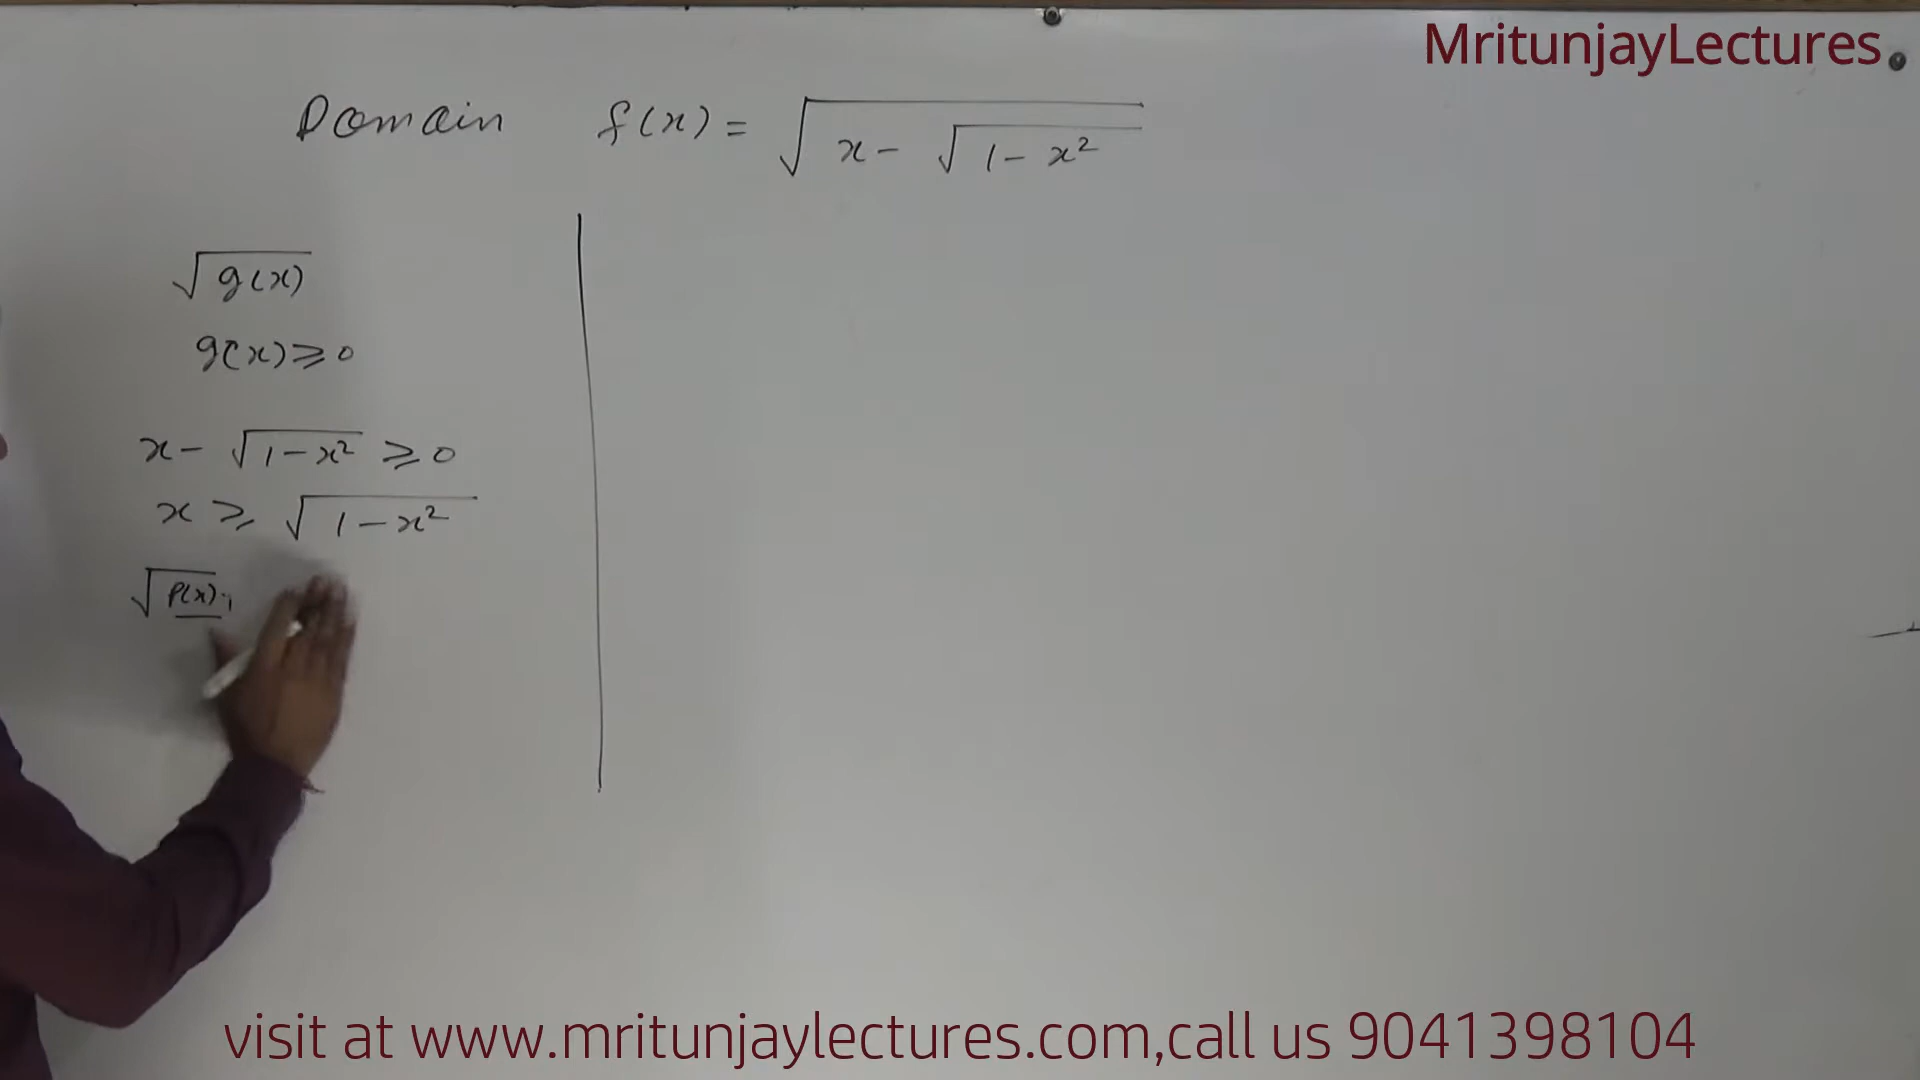 MritunjayLectures.
Domain f(x) = √(x - √(1 - x²))
√g(x)
g(x) ≥ 0
x - √(1 - x²) ≥ 0
x ≥ √(1 - x²)
√P(x)
visit at www.mritunjaylectures.com,call us 9041398104